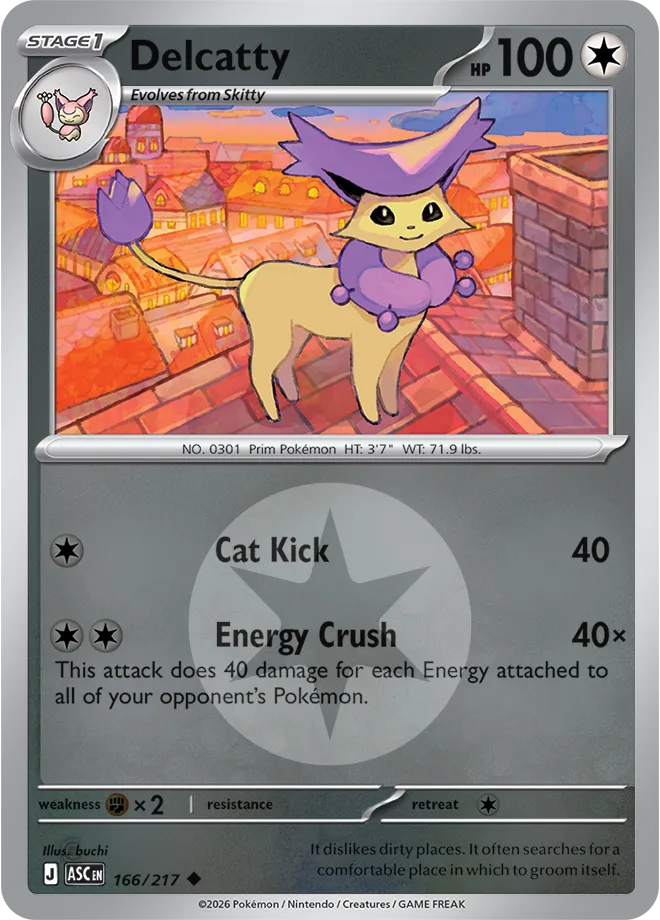 STAGE1
Delcatty
HP 100
Evolves from Skitty
NO. 0301 Prim Pokémon HT: 3'7" WT: 71.9 lbs.
Cat Kick 40
Energy Crush 40×
This attack does 40 damage for each Energy attached to
all of your opponent's Pokémon.
weakness ×2 resistance retreat
Illus. buchi
It dislikes dirty places. It often searches for a
comfortable place in which to groom itself.
J ASC EN 166/217
©2026 Pokémon / Nintendo / Creatures / GAME FREAK